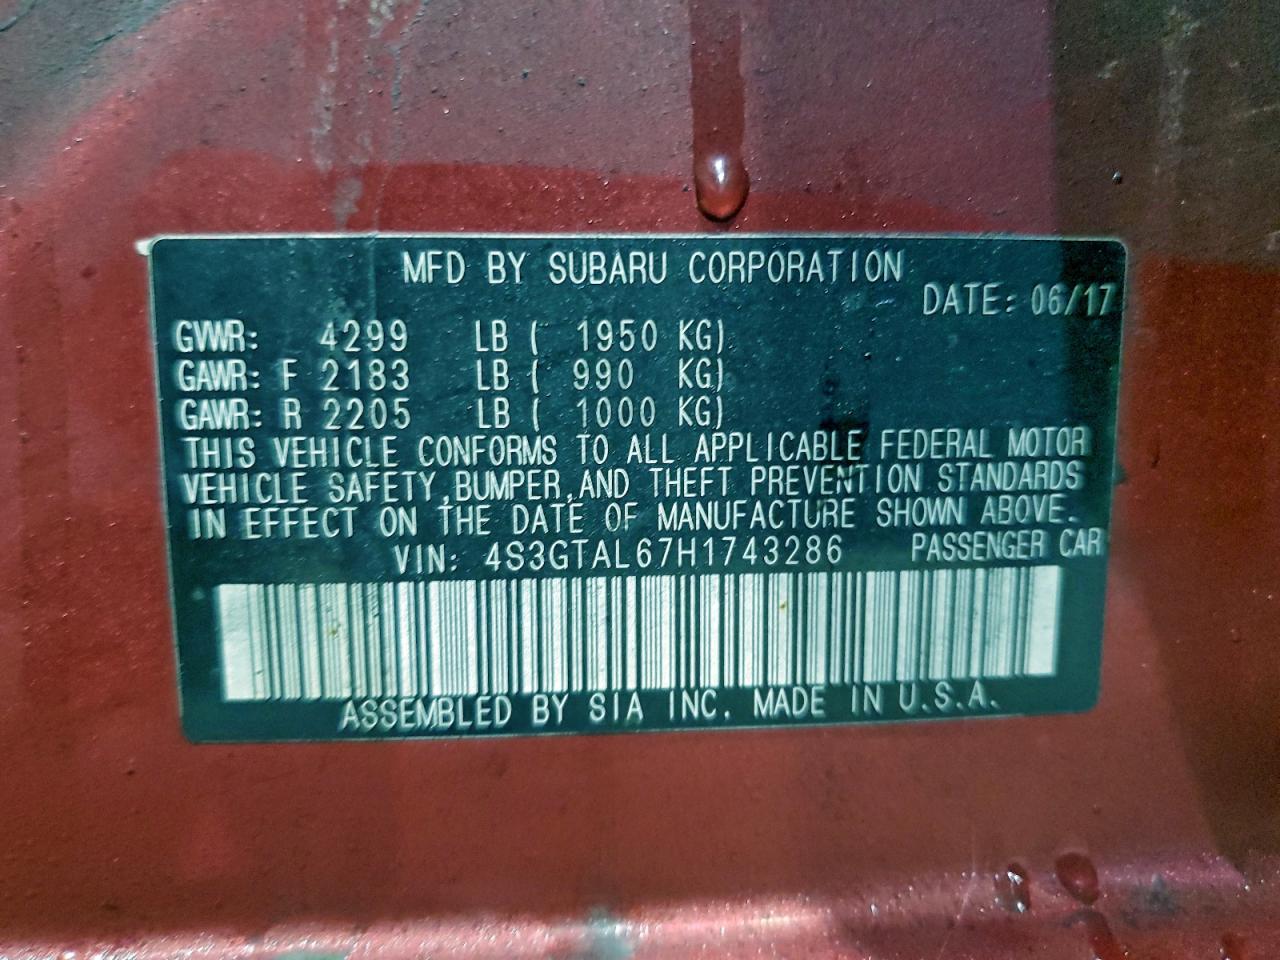 MFD BY SUBARU CORPORATION
DATE: 06/17
GVWR: 4299 LB ( 1950 KG)
GAWR: F 2183 LB ( 990 KG)
GAWR: R 2205 LB ( 1000 KG)
THIS VEHICLE CONFORMS TO ALL APPLICABLE FEDERAL MOTOR
VEHICLE SAFETY,BUMPER,AND THEFT PREVENTION STANDARDS
IN EFFECT ON THE DATE OF MANUFACTURE SHOWN ABOVE.
VIN: 4S3GTAL67H1743286 PASSENGER CAR
ASSEMBLED BY SIA INC. MADE IN U.S.A.